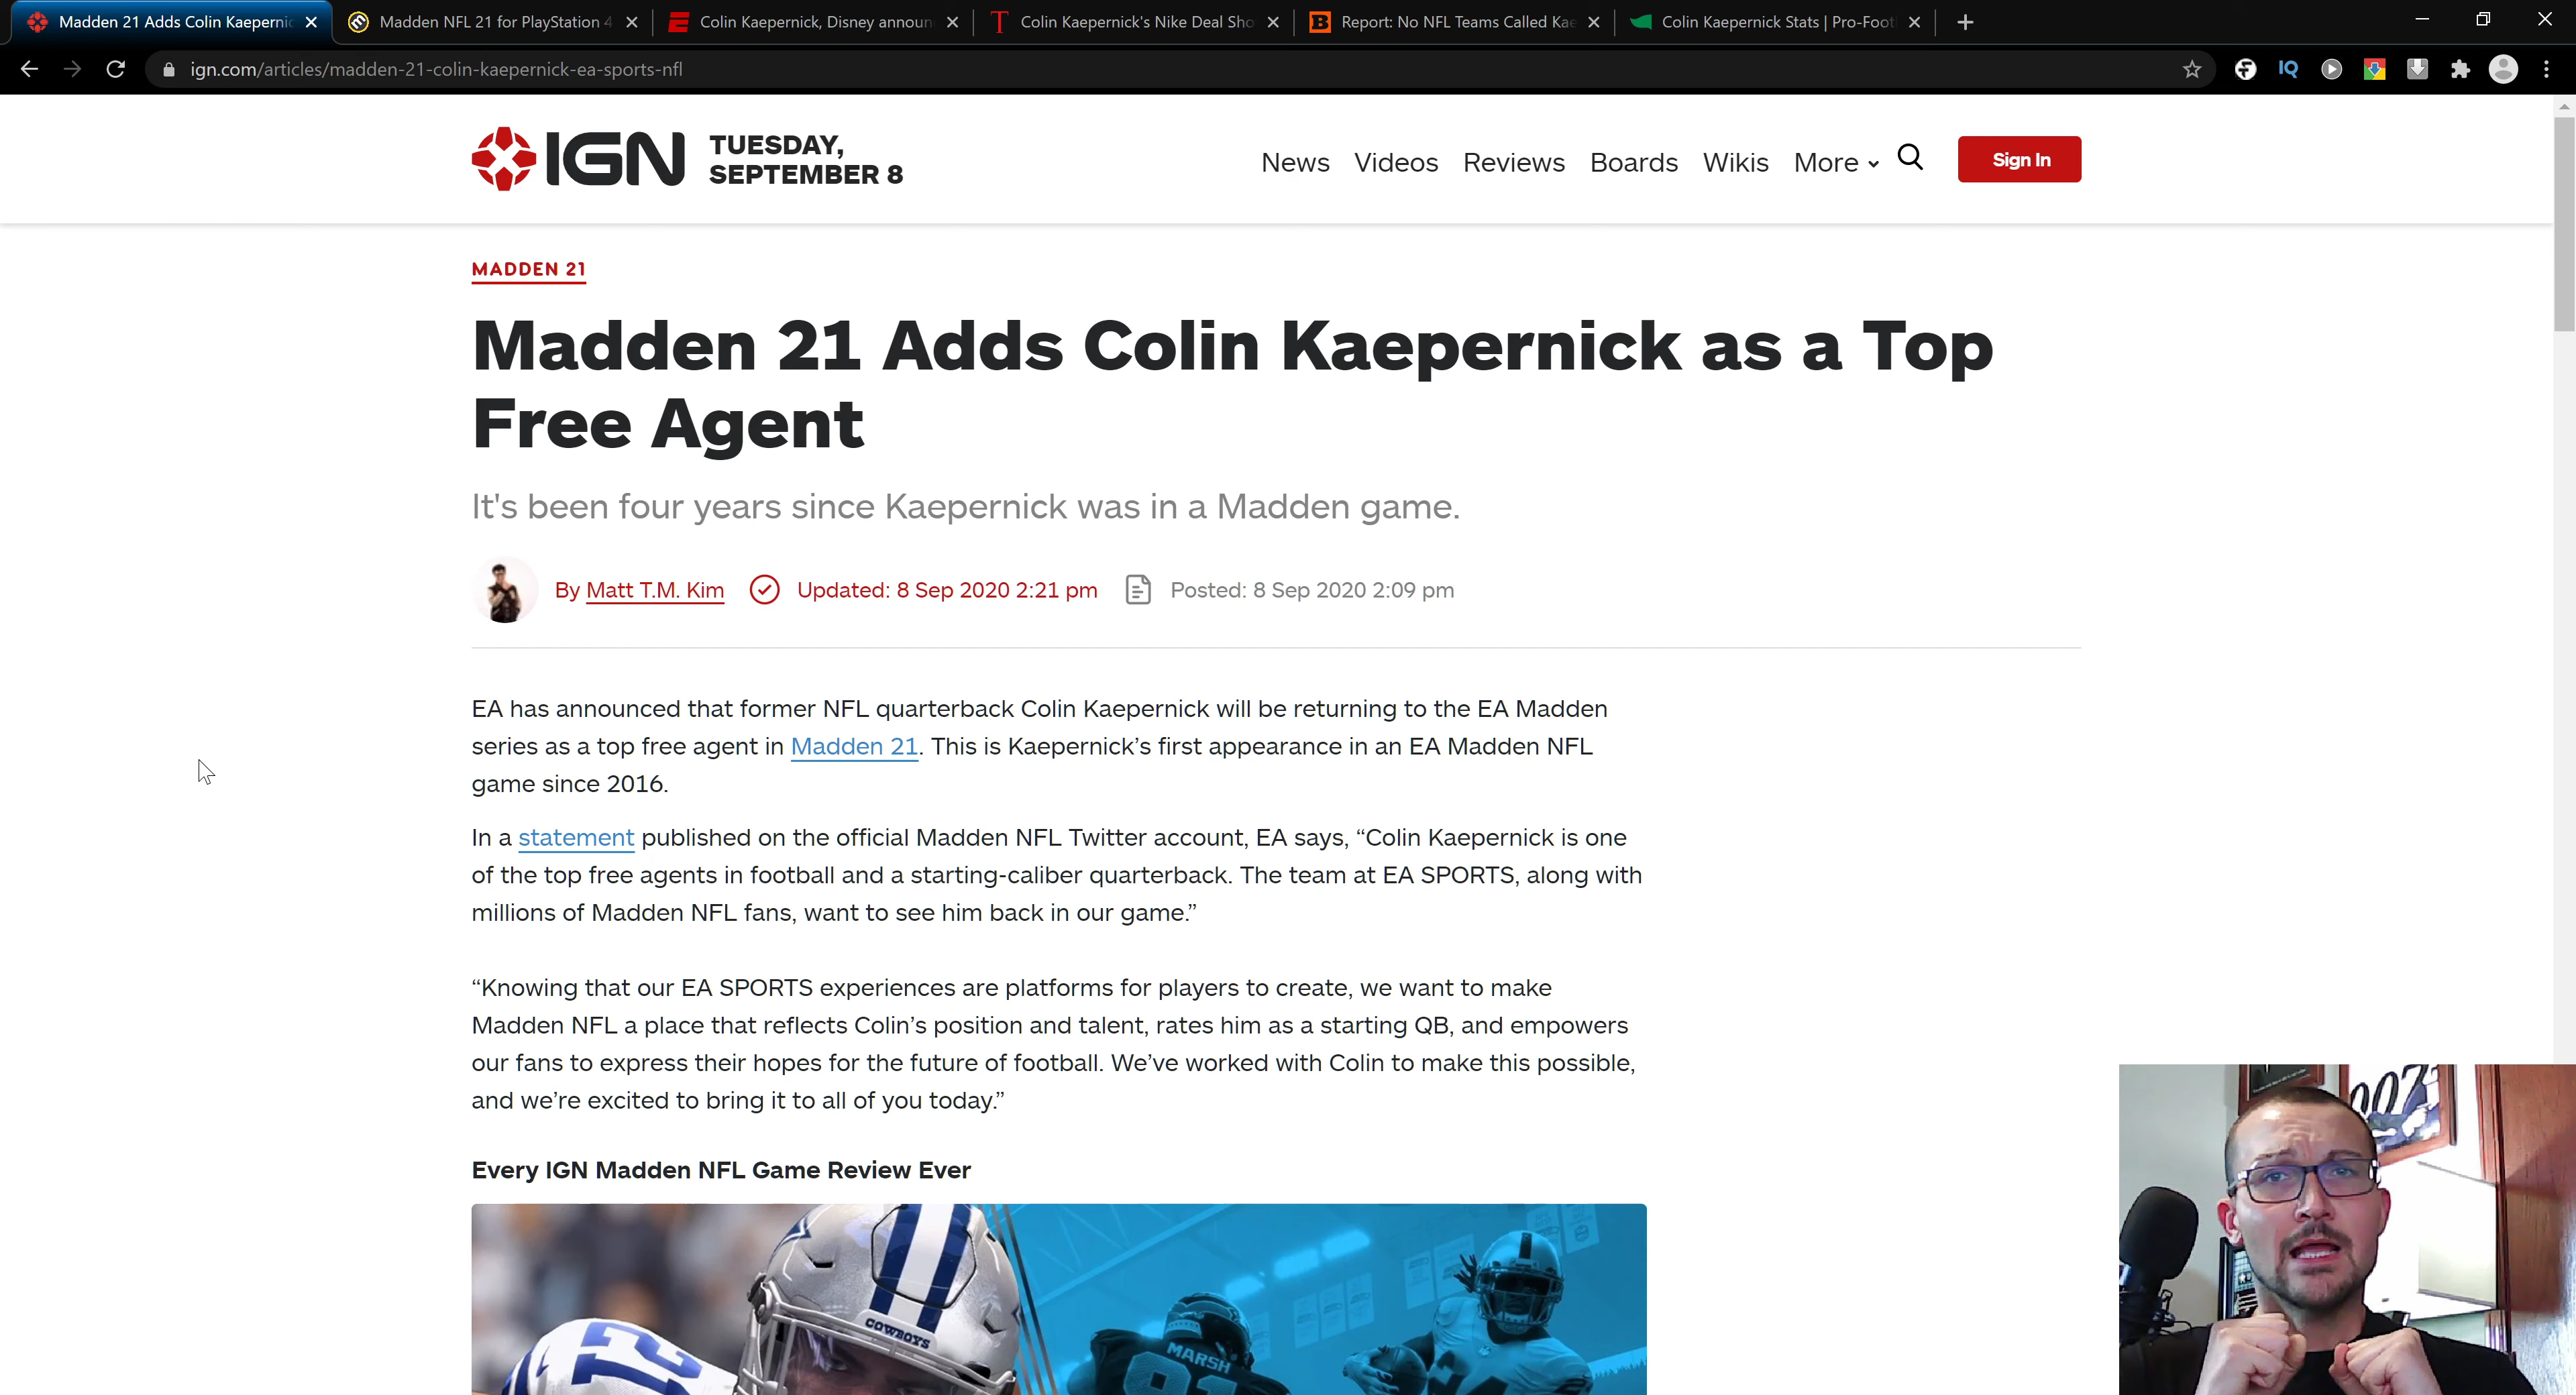 Madden 21 Adds Colin Kaepernic
Madden NFL 21 for PlayStation 4
Colin Kaepernick, Disney announ
Colin Kaepernick's Nike Deal Sho
Report: No NFL Teams Called Kae
Colin Kaepernick Stats | Pro-Foot
ign.com/articles/madden-21-colin-kaepernick-ea-sports-nfl
IQ
IGN
TUESDAY,
SEPTEMBER 8
News Videos Reviews Boards Wikis More
Sign In
MADDEN 21
Madden 21 Adds Colin Kaepernick as a Top
Free Agent
It's been four years since Kaepernick was in a Madden game.
By Matt T.M. Kim Updated: 8 Sep 2020 2:21 pm Posted: 8 Sep 2020 2:09 pm
EA has announced that former NFL quarterback Colin Kaepernick will be returning to the EA Madden
series as a top free agent in Madden 21. This is Kaepernick’s first appearance in an EA Madden NFL
game since 2016.
In a statement published on the official Madden NFL Twitter account, EA says, “Colin Kaepernick is one
of the top free agents in football and a starting-caliber quarterback. The team at EA SPORTS, along with
millions of Madden NFL fans, want to see him back in our game.”
“Knowing that our EA SPORTS experiences are platforms for players to create, we want to make
Madden NFL a place that reflects Colin’s position and talent, rates him as a starting QB, and empowers
our fans to express their hopes for the future of football. We’ve worked with Colin to make this possible,
and we’re excited to bring it to all of you today.”
Every IGN Madden NFL Game Review Ever
COWBOYS
MARSH
007